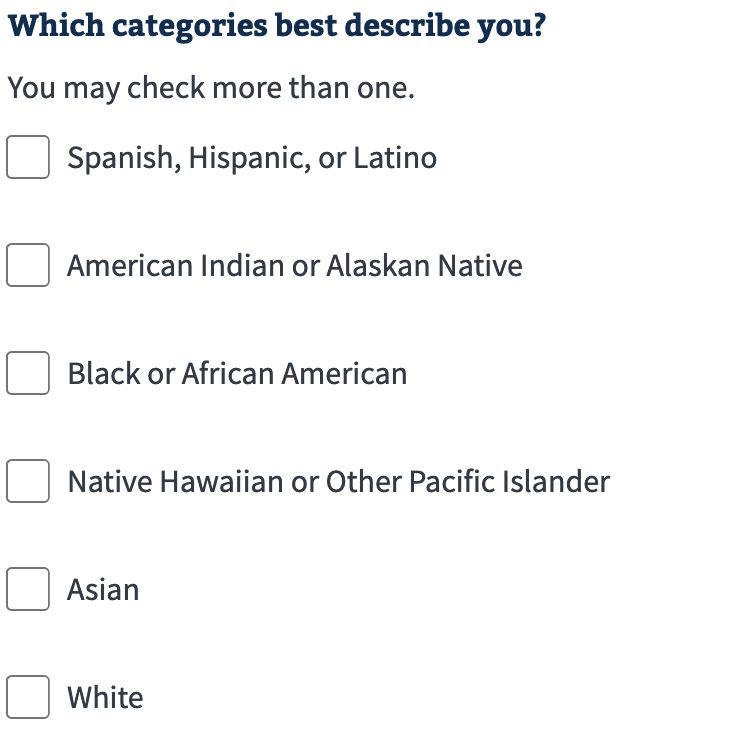 Which categories best describe you?
You may check more than one.
Spanish, Hispanic, or Latino
American Indian or Alaskan Native
Black or African American
Native Hawaiian or Other Pacific Islander
Asian
White